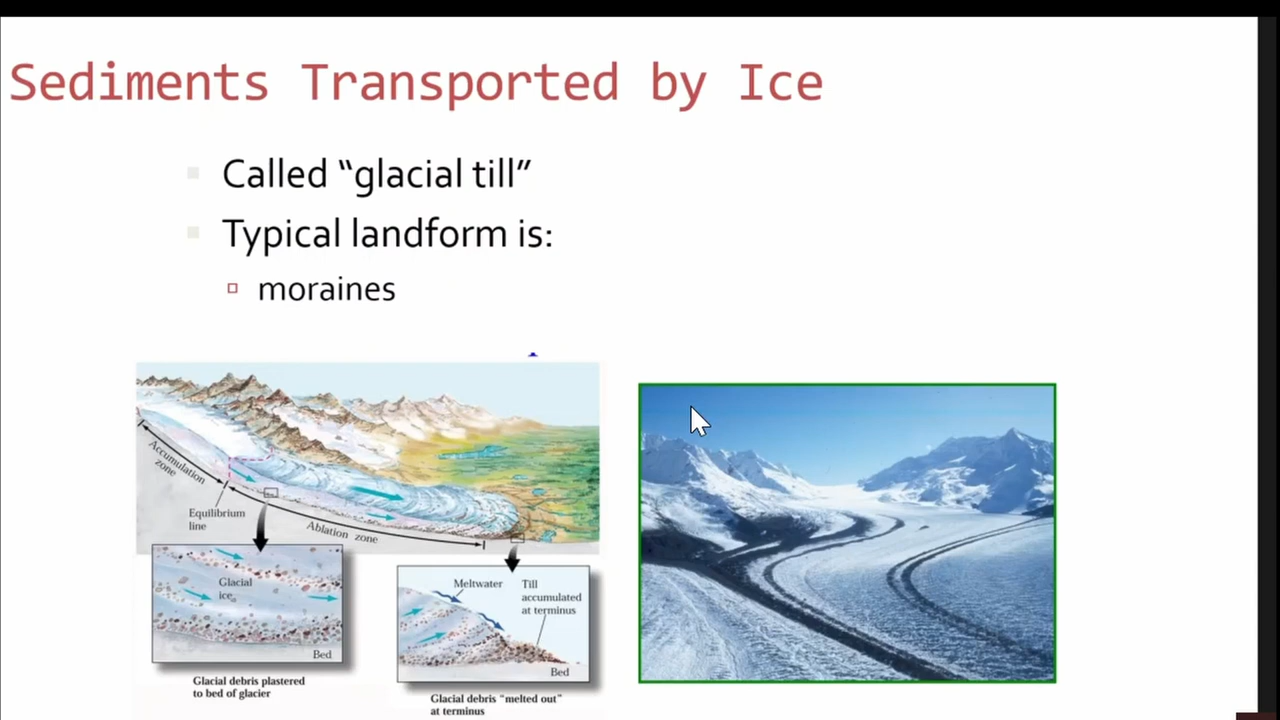 Sediments Transported by Ice
Called “glacial till”
Typical landform is:
moraines
Accumulation
zone
Equilibrium
line
Ablation zone
Glacial
ice
Bed
Glacial debris plastered
to bed of glacier
Meltwater
Till
accumulated
at terminus
Bed
Glacial debris “melted out”
at terminus